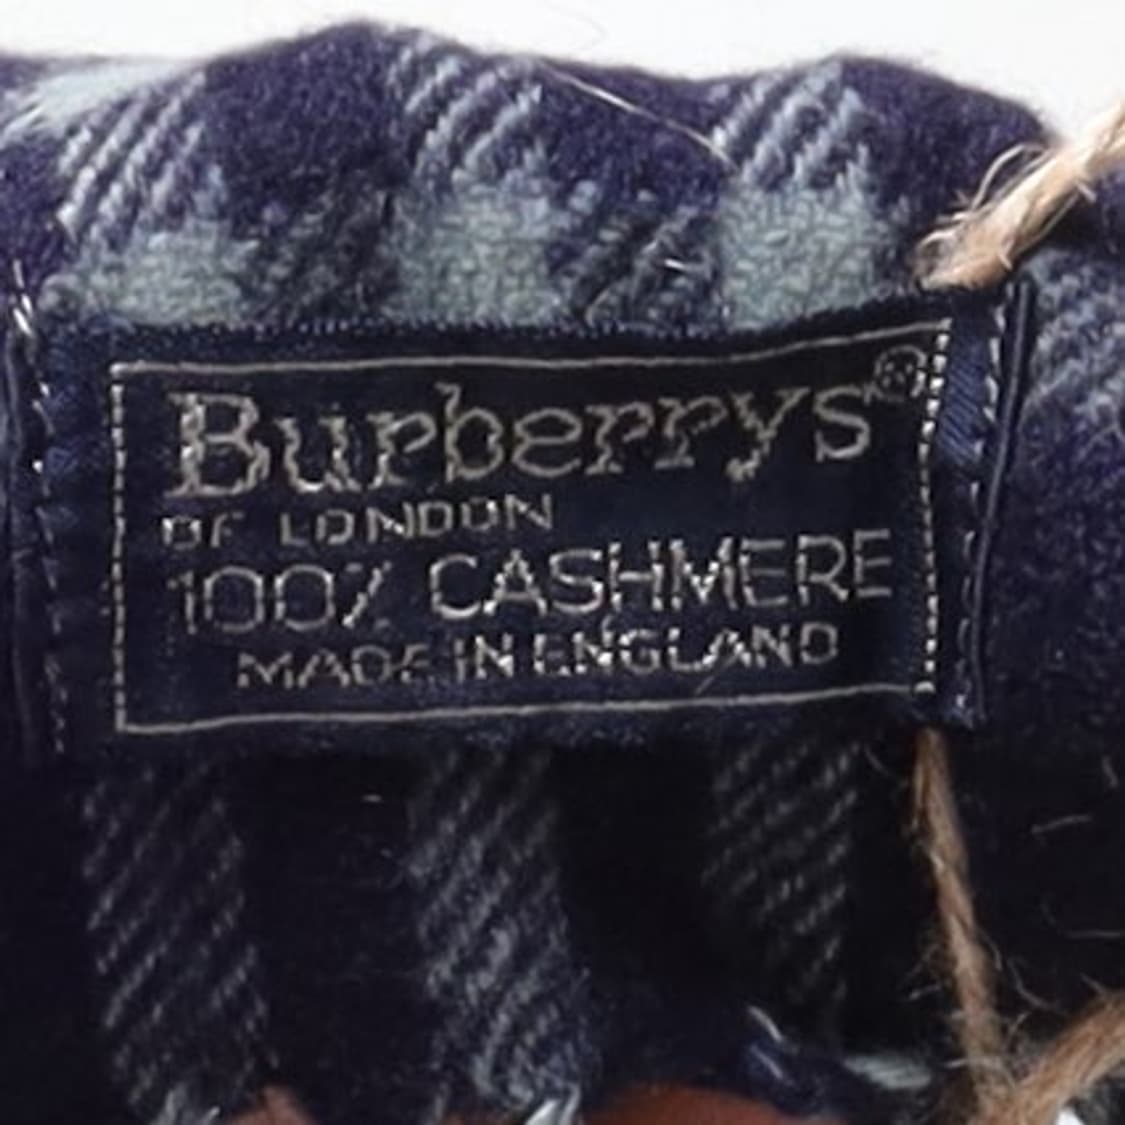 Burberrys®
OF LONDON
100% CASHMERE
MADE IN ENGLAND